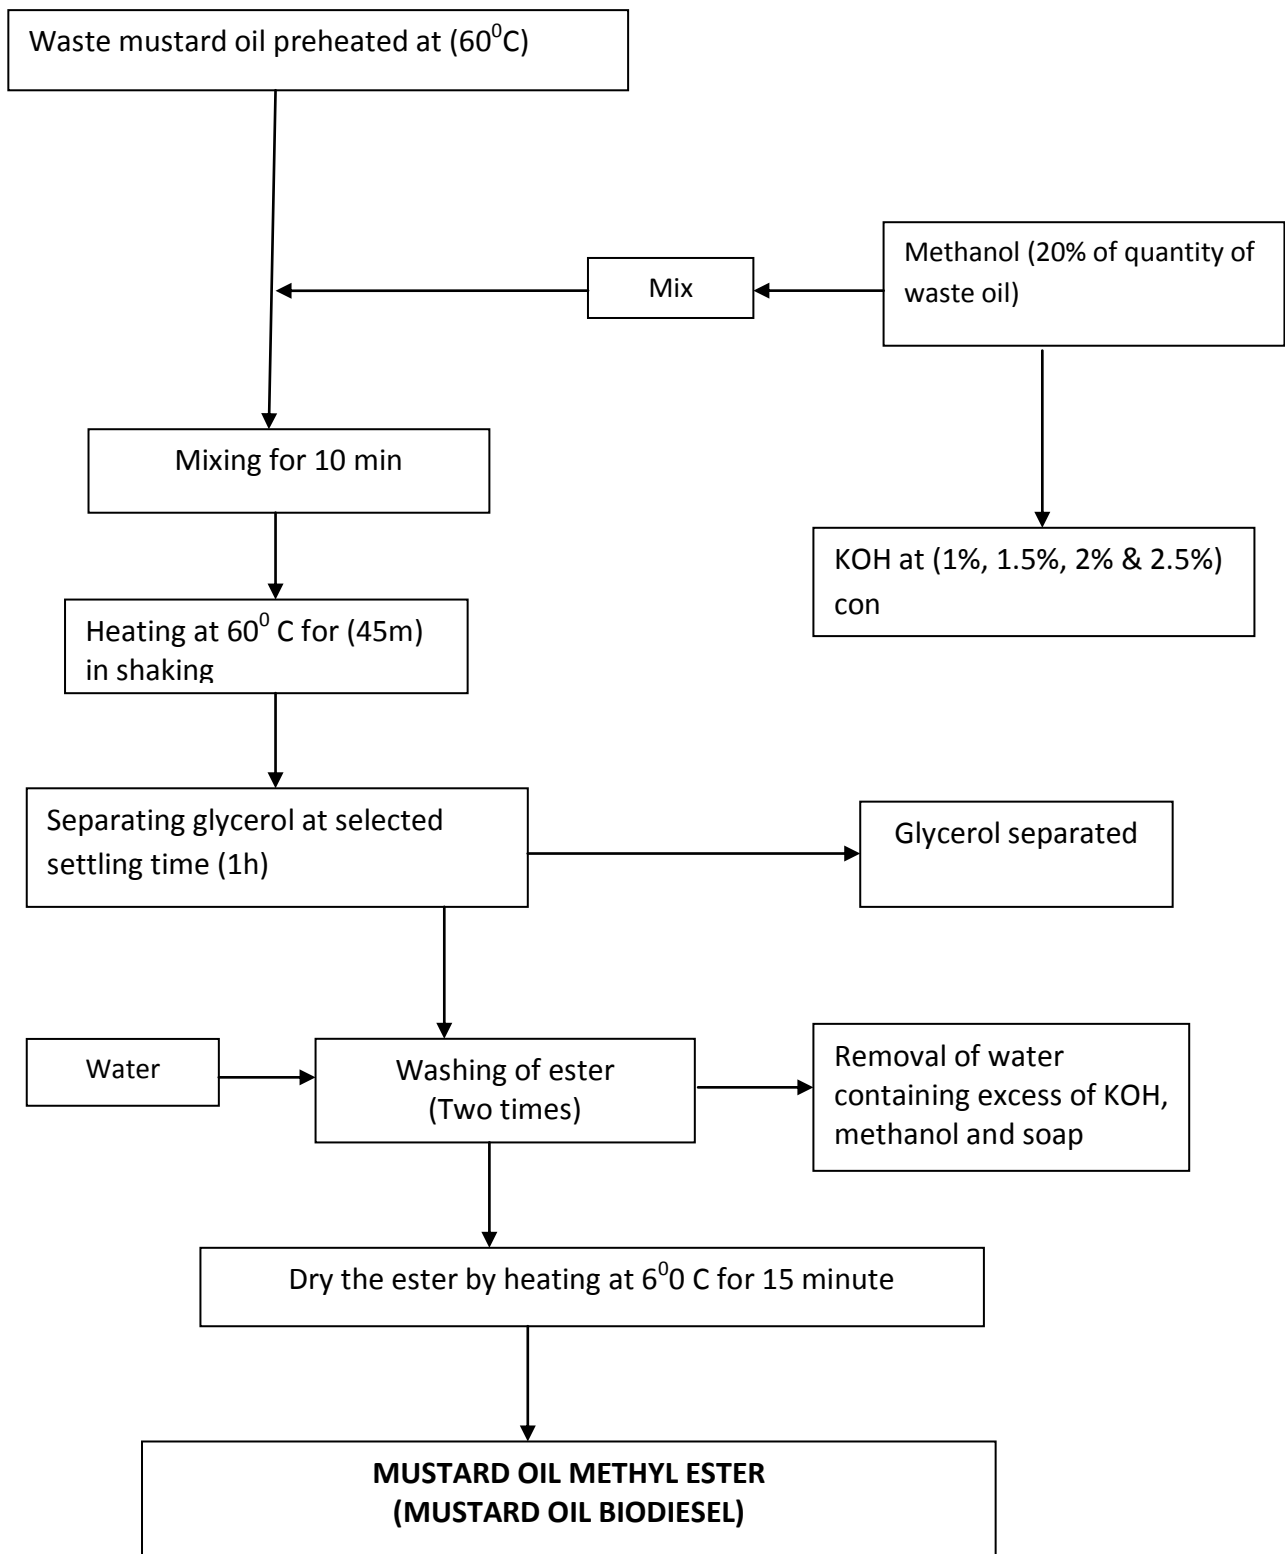 Waste mustard oil preheated at (60⁰C)
Methanol (20% of quantity of
waste oil)
Mix
Mixing for 10 min
KOH at (1%, 1.5%, 2% & 2.5%)
con
Heating at 60⁰ C for (45m)
in shaking
Separating glycerol at selected
settling time (1h)
Glycerol separated
Water
Washing of ester
(Two times)
Removal of water
containing excess of KOH,
methanol and soap
Dry the ester by heating at 6⁰0 C for 15 minute
MUSTARD OIL METHYL ESTER
(MUSTARD OIL BIODIESEL)